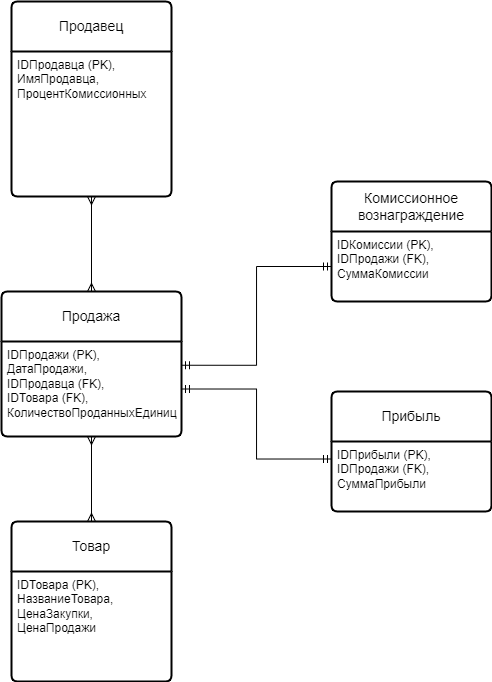 Продавец
IDПродавца (PK),
ИмяПродавца,
ПроцентКомиссионных
Комиссионное
вознаграждение
IDКомиссии (PK),
IDПродажи (FK),
СуммаКомиссии
Продажа
IDПродажи (PK),
ДатаПродажи,
IDПродавца (FK),
IDТовара (FK),
КоличествоПроданныхЕдиниц
Прибыль
IDПрибыли (PK),
IDПродажи (FK),
СуммаПрибыли
Товар
IDТовара (PK),
НазваниеТовара,
ЦенаЗакупки,
ЦенаПродажи